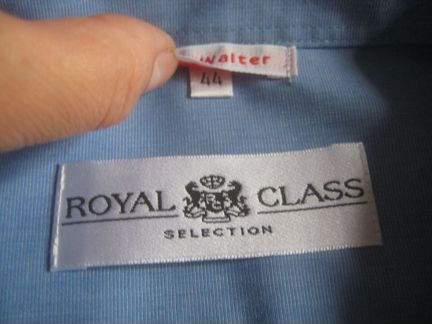 Walter
44
ROYAL CLASS
SELECTION